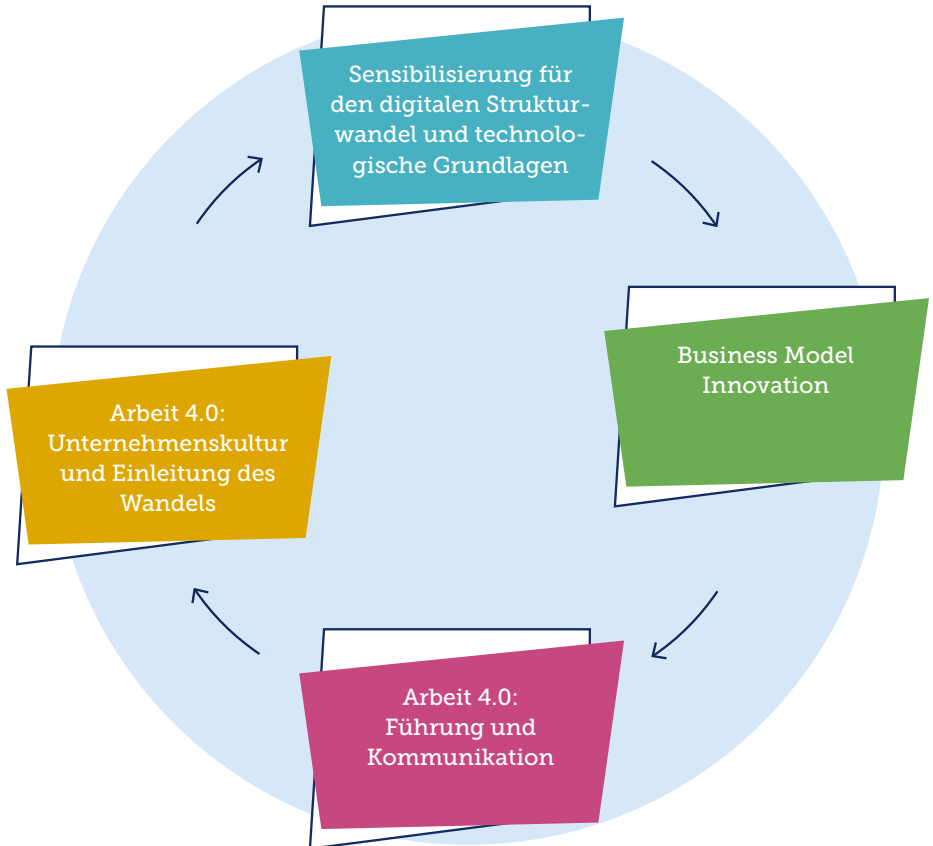 Sensibilisierung für
den digitalen Struktur-
wandel und technolo-
gische Grundlagen
Business Model
Innovation
Arbeit 4.0:
Führung und
Kommunikation
Arbeit 4.0:
Unternehmenskultur
und Einleitung des
Wandels